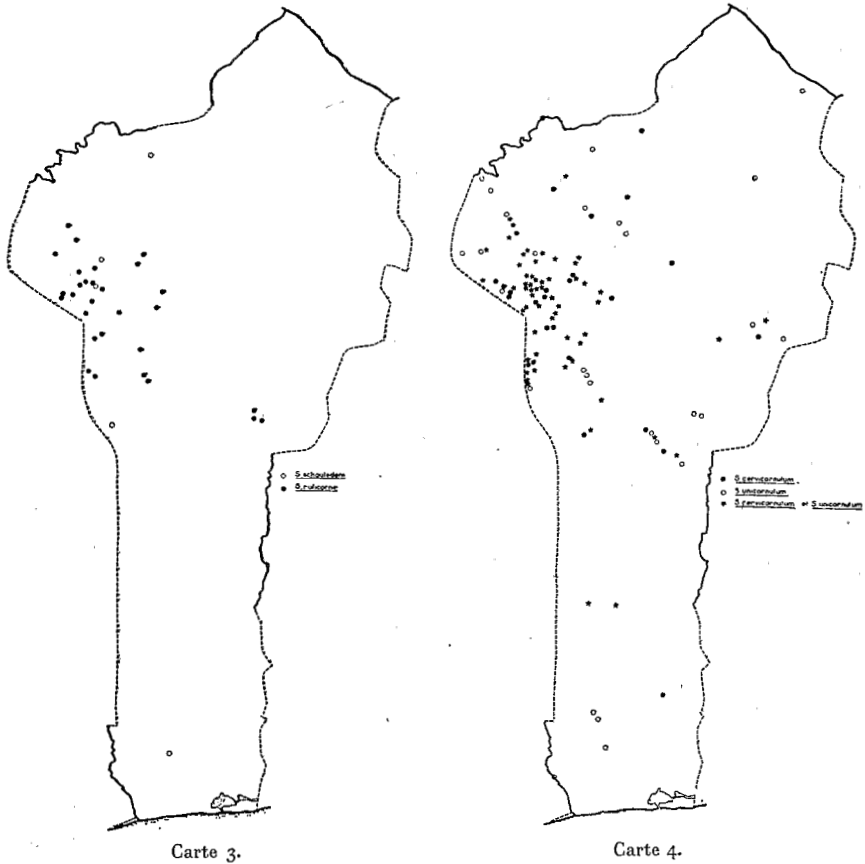 S. schoutedeni
S. ruficorne
S. cervicornutum
S. unicornutum
S. cervicornutum et S. unicornutum
Carte 3.
Carte 4.